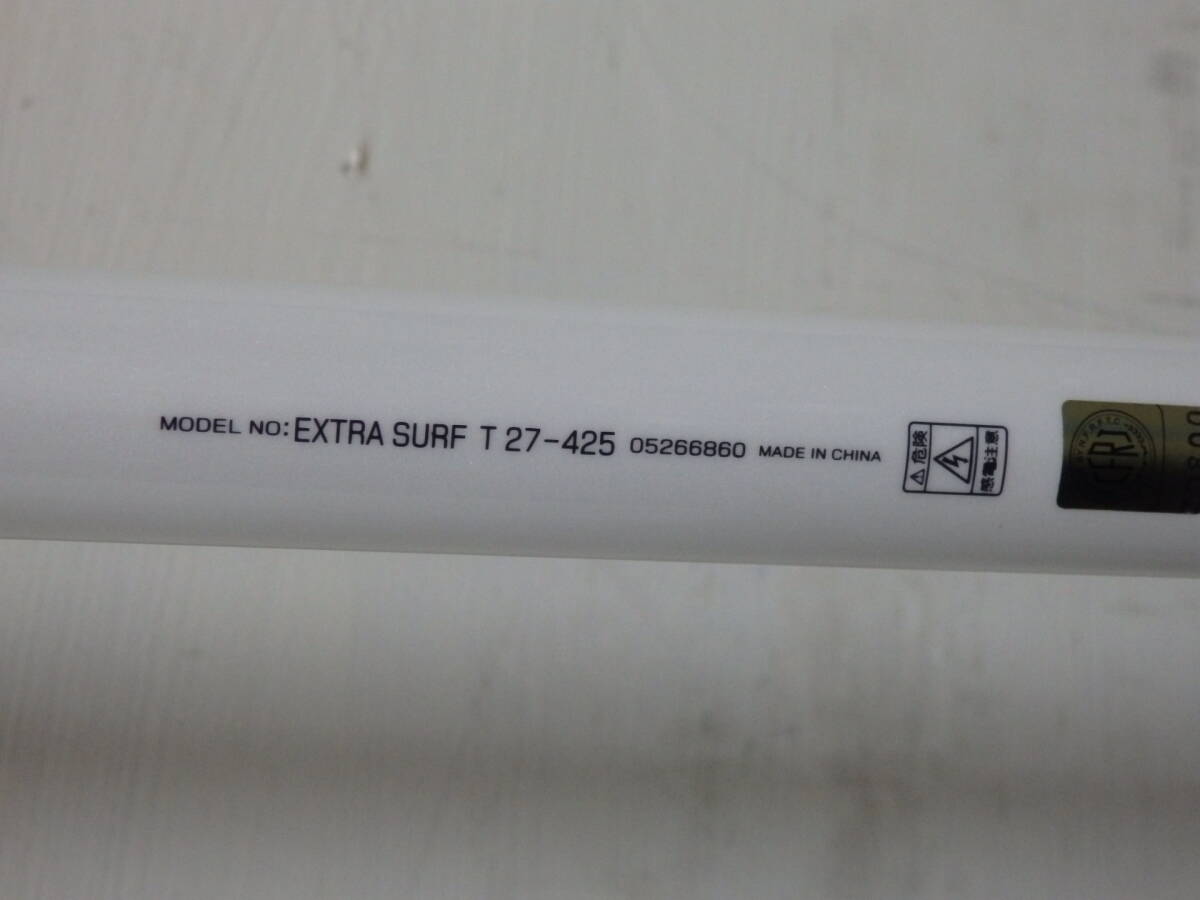 MODEL NO: EXTRA SURF T 27-425 05266860 MADE IN CHINA
⚠危険
感電注意